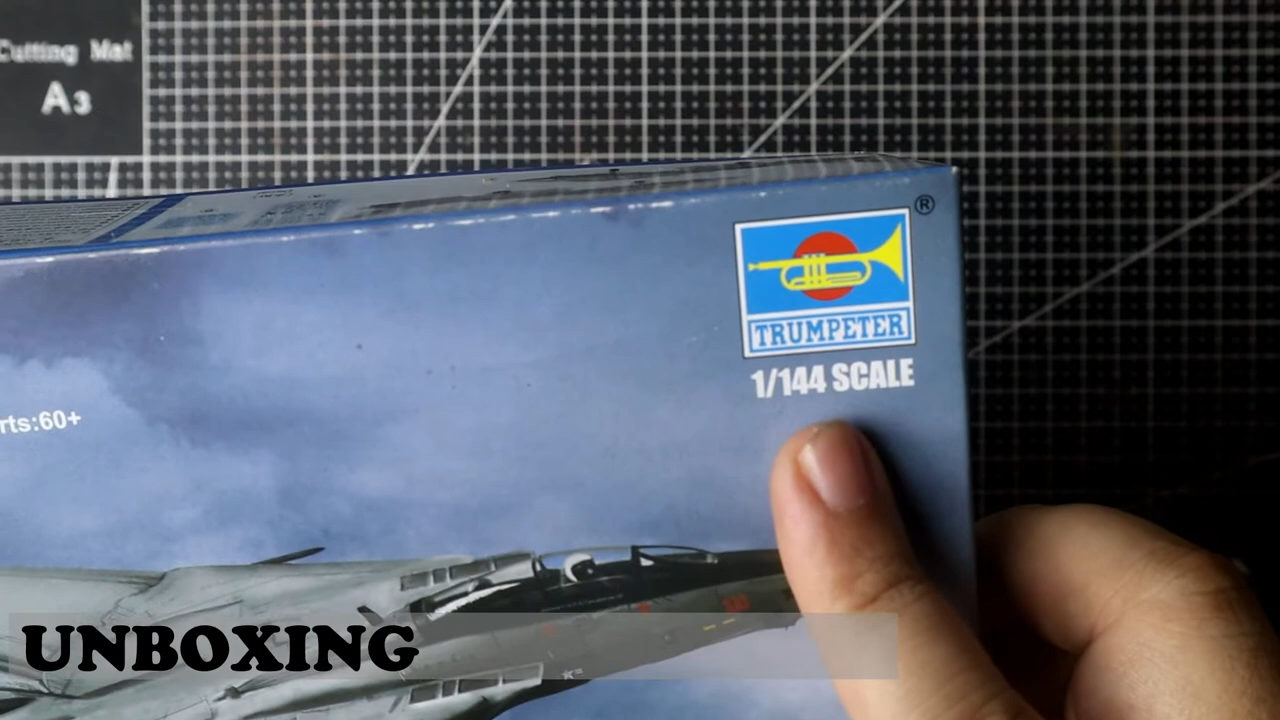 Cutting Mat
A3
®
TRUMPETER
1/144 SCALE
rts:60+
UNBOXING